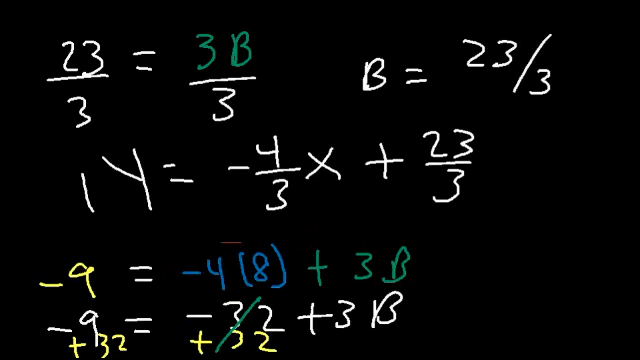 23/3 = 3B/3 B = 23/3
1Y = -4/3 x + 23/3
-9 = -4(8) + 3B
-9 = -32 + 3B
+32 +32